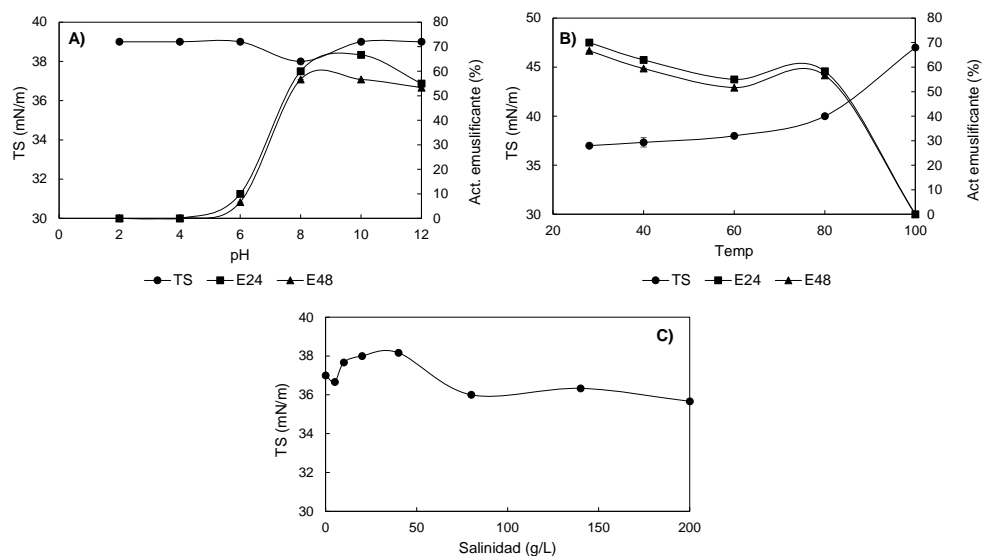 A)
TS (mN/m)
40
38
36
34
32
30
80
70
60
50
40
30
20
10
0
Act. emuslificante (%)
0 2 4 6 8 10 12
pH
TS E24 E48
B)
TS (mN/m)
50
45
40
35
30
80
70
60
50
40
30
20
10
0
Act emuslificante (%)
20 40 60 80 100
Temp
TS E24 E48
C)
TS (mN/m)
40
38
36
34
32
30
0 50 100 150 200
Salinidad (g/L)